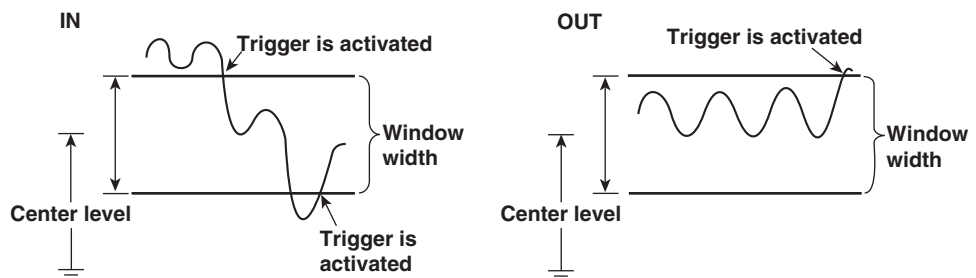 IN
Trigger is activated
Window
width
Center level
Trigger is
activated
OUT
Trigger is activated
Window
width
Center level